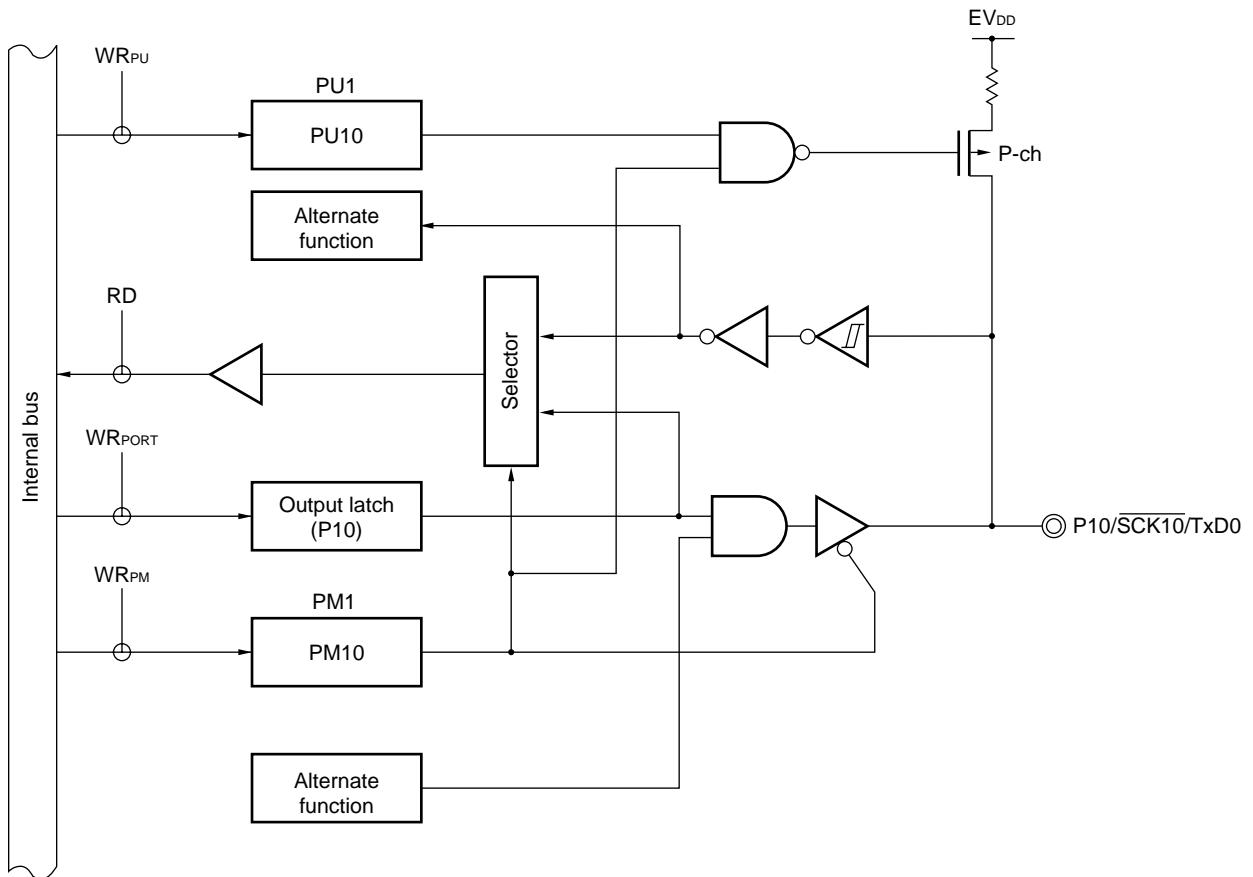 EVDD
WRPU
PU1
PU10
P-ch
Alternate
function
RD
Selector
Internal bus
WRPORT
Output latch
(P10)
P10/SCK10/TxD0
WRPM
PM1
PM10
Alternate
function